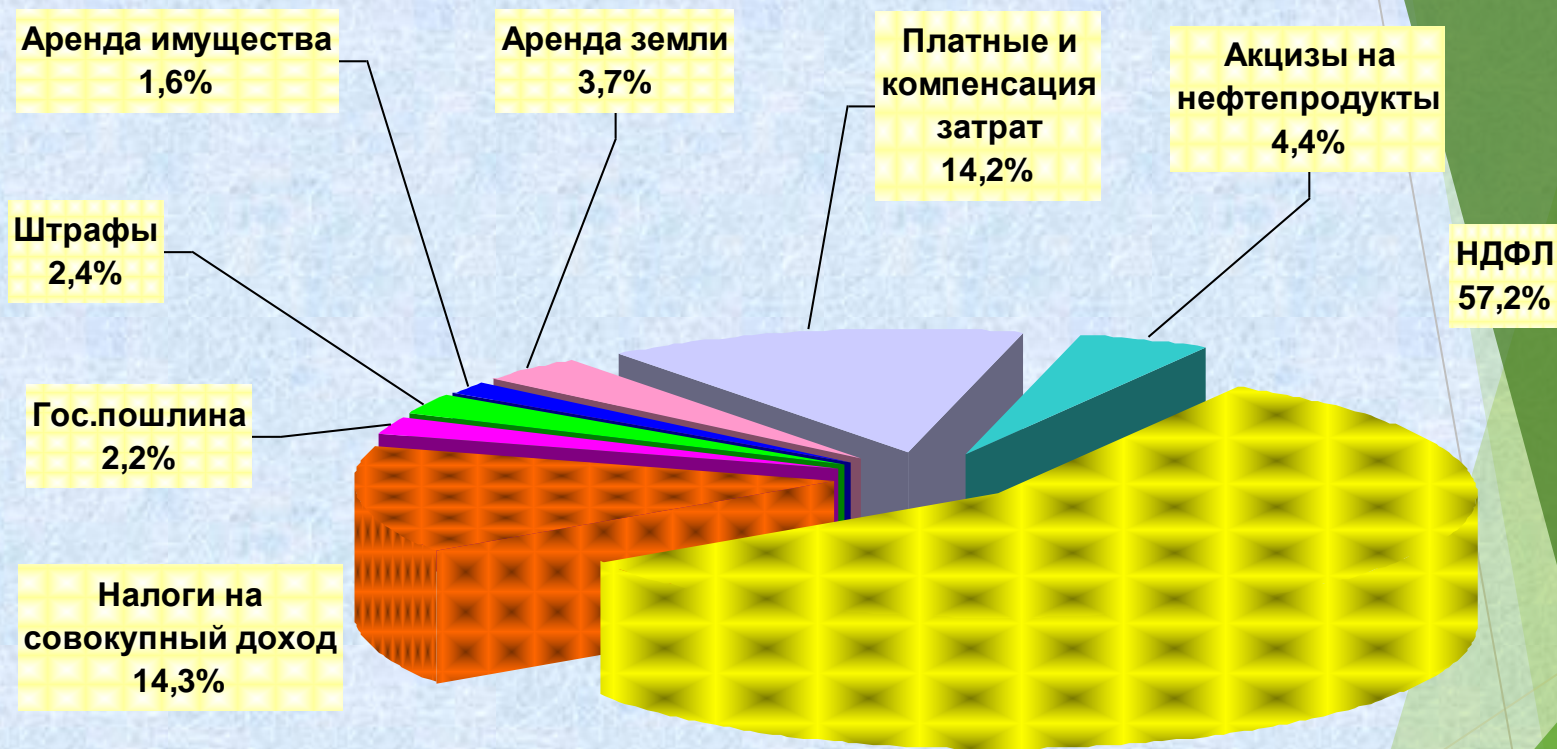 Аренда имущества
1,6%
Аренда земли
3,7%
Платные и
компенсация
затрат
14,2%
Акцизы на
нефтепродукты
4,4%
НДФЛ
57,2%
Штрафы
2,4%
Гос.пошлина
2,2%
Налоги на
совокупный доход
14,3%